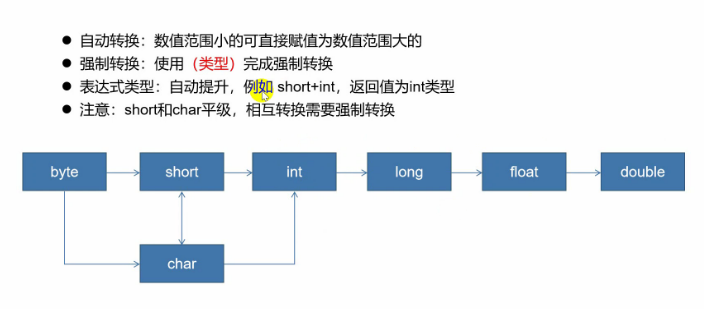 ● 自动转换：数值范围小的可直接赋值为数值范围大的
● 强制转换：使用（类型）完成强制转换
● 表达式类型：自动提升，例如 short+int，返回值为int类型
● 注意：short和char平级，相互转换需要强制转换
byte short int long float double
char